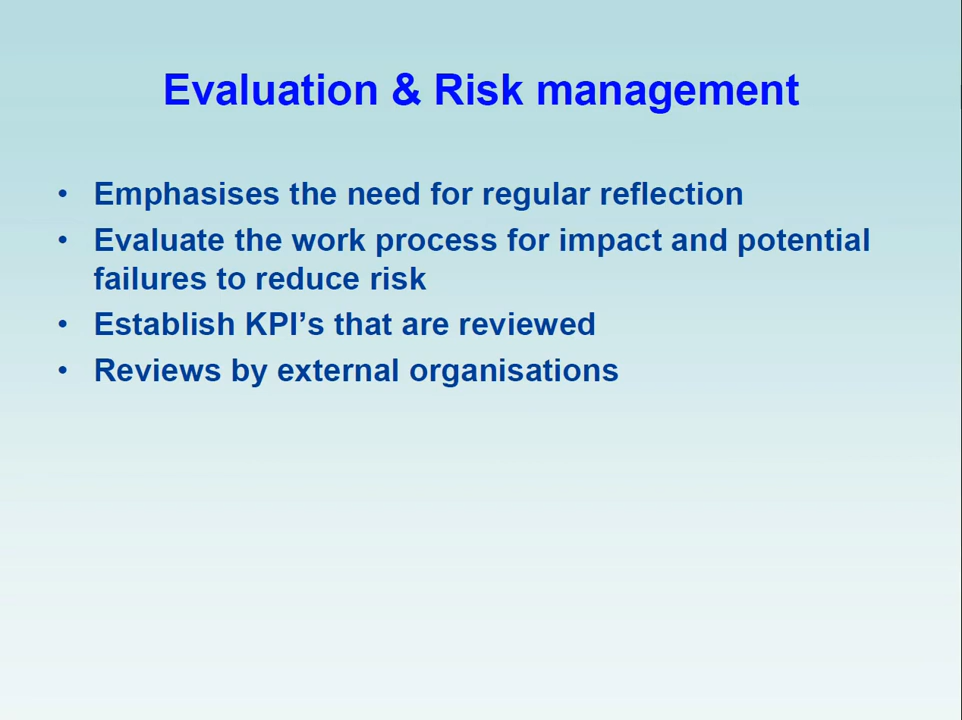 Evaluation & Risk management
• Emphasises the need for regular reflection
• Evaluate the work process for impact and potential
failures to reduce risk
• Establish KPI’s that are reviewed
• Reviews by external organisations